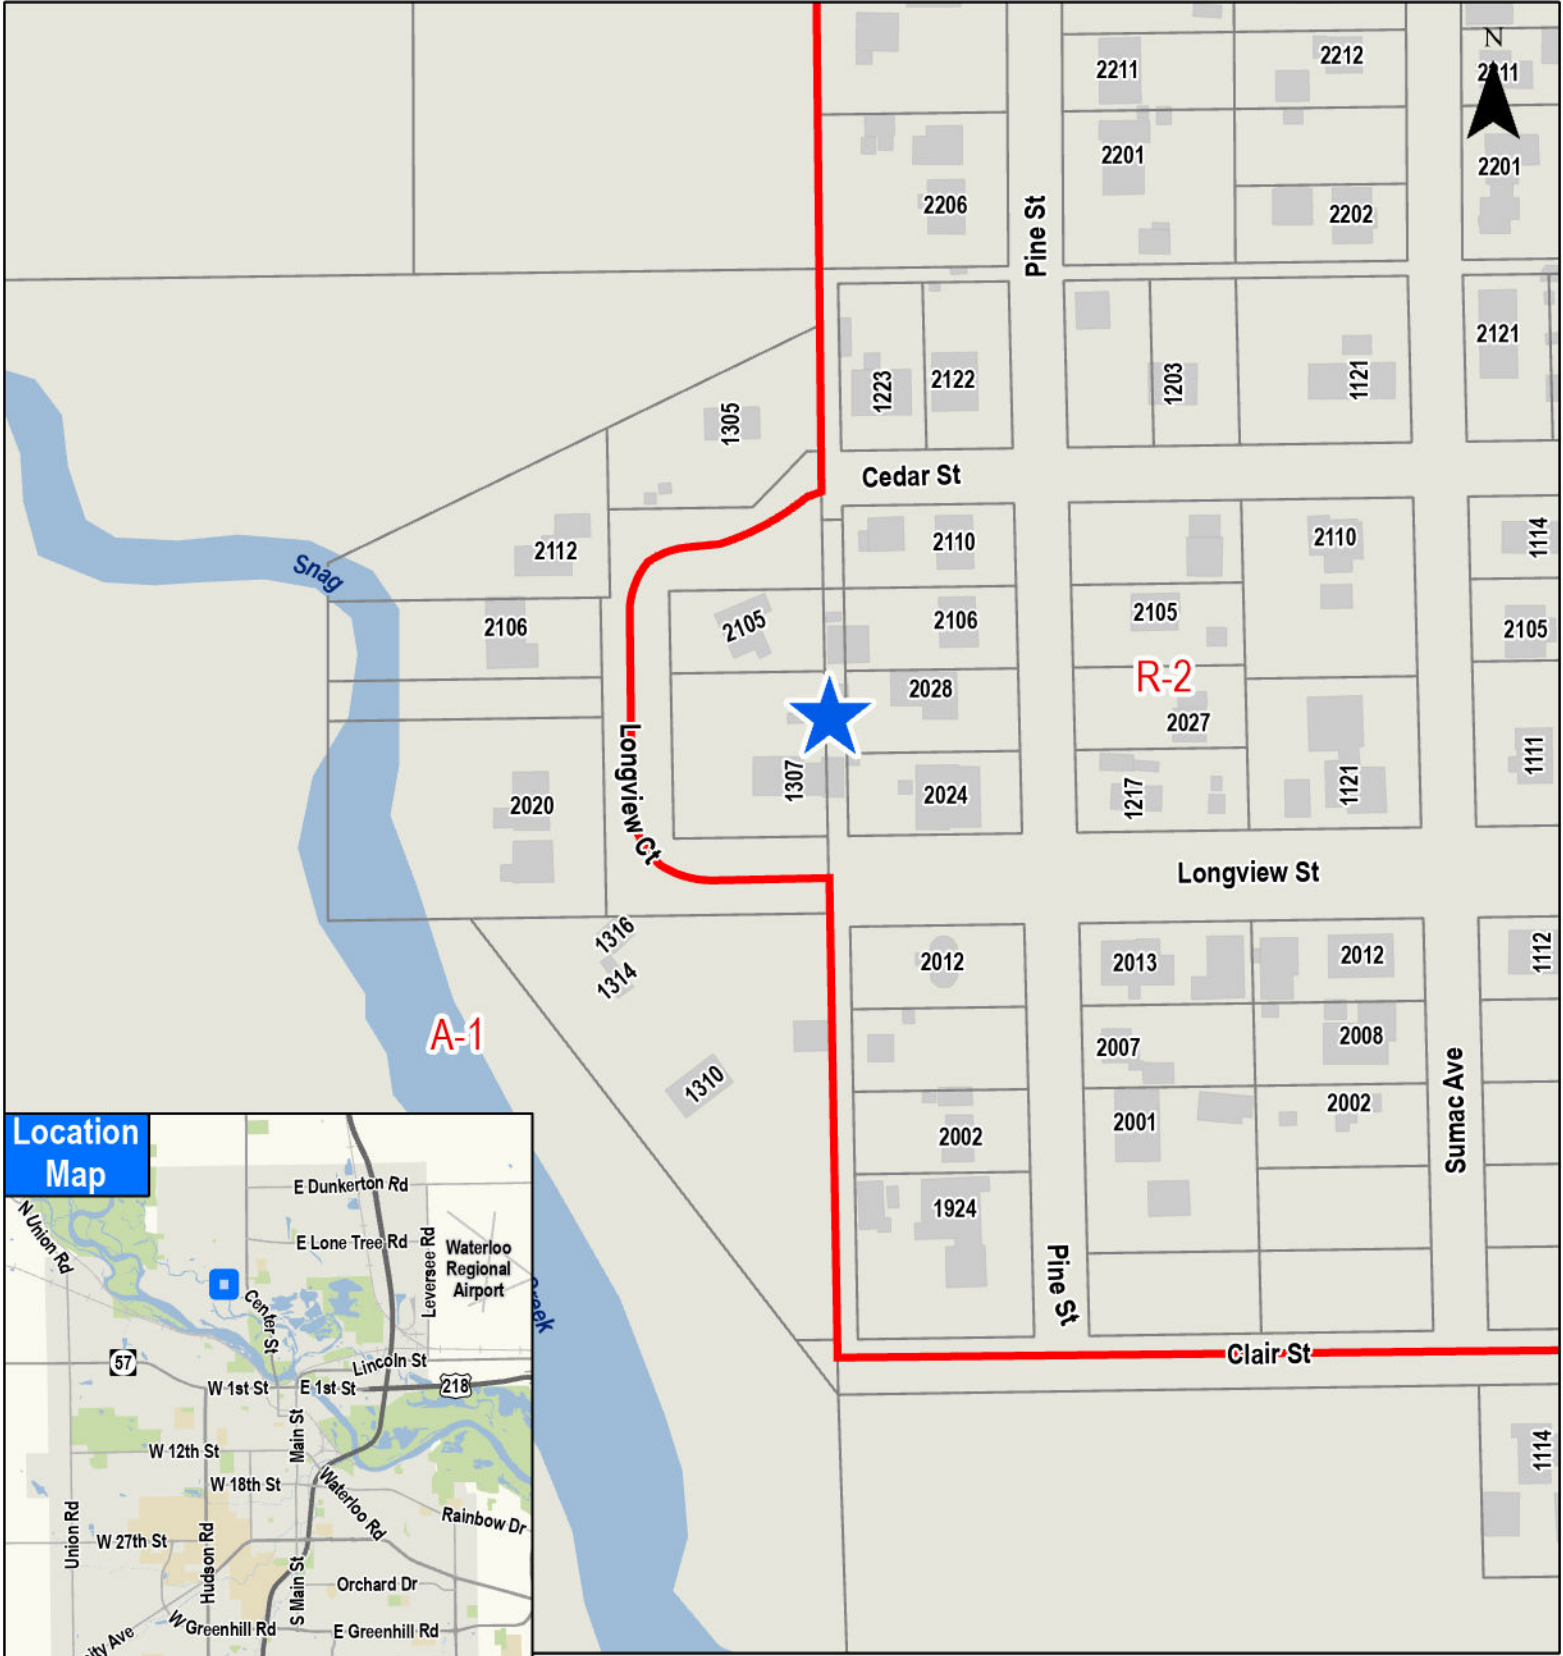 N
2211
2212
2211
2201
2201
2206
2202
Pine St
2121
1223
2122
1203
1121
1305
Cedar St
2112
2110
2110
1114
Snag
2106
2105
2106
2105
2105
R-2
2028
2027
Longview Ct
1307
2020
2024
1217
1121
1111
Longview St
1316
1314
2012
2013
2012
1112
A-1
2007
2008
1310
2001
2002
2002
Sumac Ave
1924
Pine St
Clair St
Creek
1114
Location
Map
E Dunkerton Rd
N Union Rd
E Lone Tree Rd
Leversee Rd
Waterloo
Regional
Airport
Center St
57
Lincoln St
W 1st St
E 1st St
218
Main St
W 12th St
W 18th St
Waterloo Rd
Rainbow Dr
Union Rd
W 27th St
Hudson Rd
S Main St
Orchard Dr
W Greenhill Rd
E Greenhill Rd
ity Ave